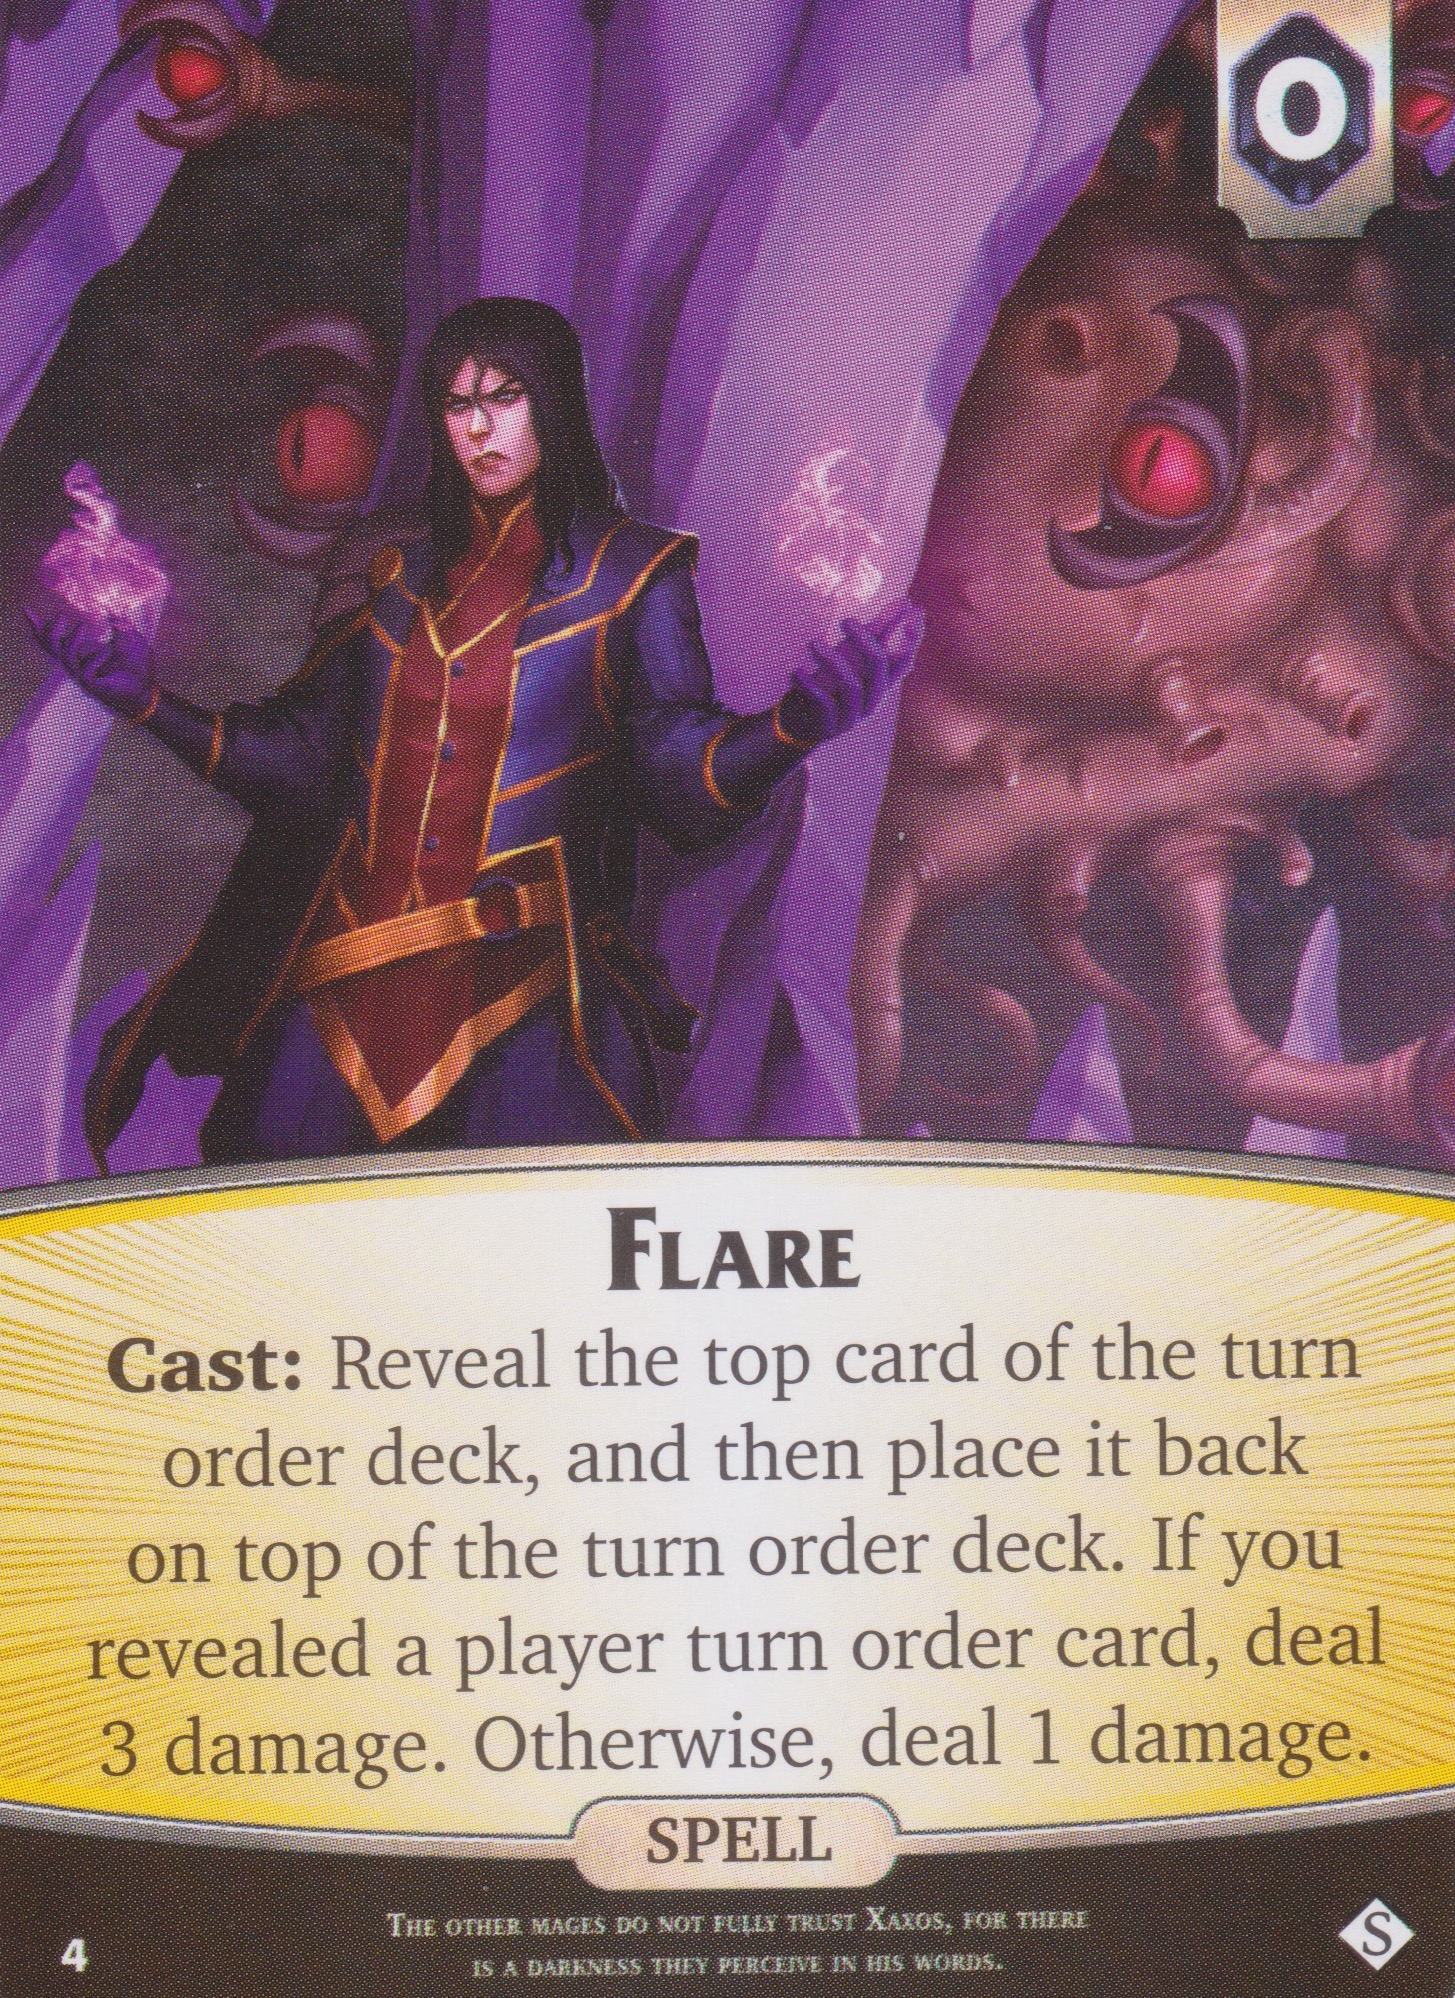 0
FLARE
Cast: Reveal the top card of the turn
order deck, and then place it back
on top of the turn order deck. If you
revealed a player turn order card, deal
3 damage. Otherwise, deal 1 damage.
SPELL
THE OTHER MAGES DO NOT FULLY TRUST XAXOS, FOR THERE
IS A DARKNESS THEY PERCEIVE IN HIS WORDS.
4
S